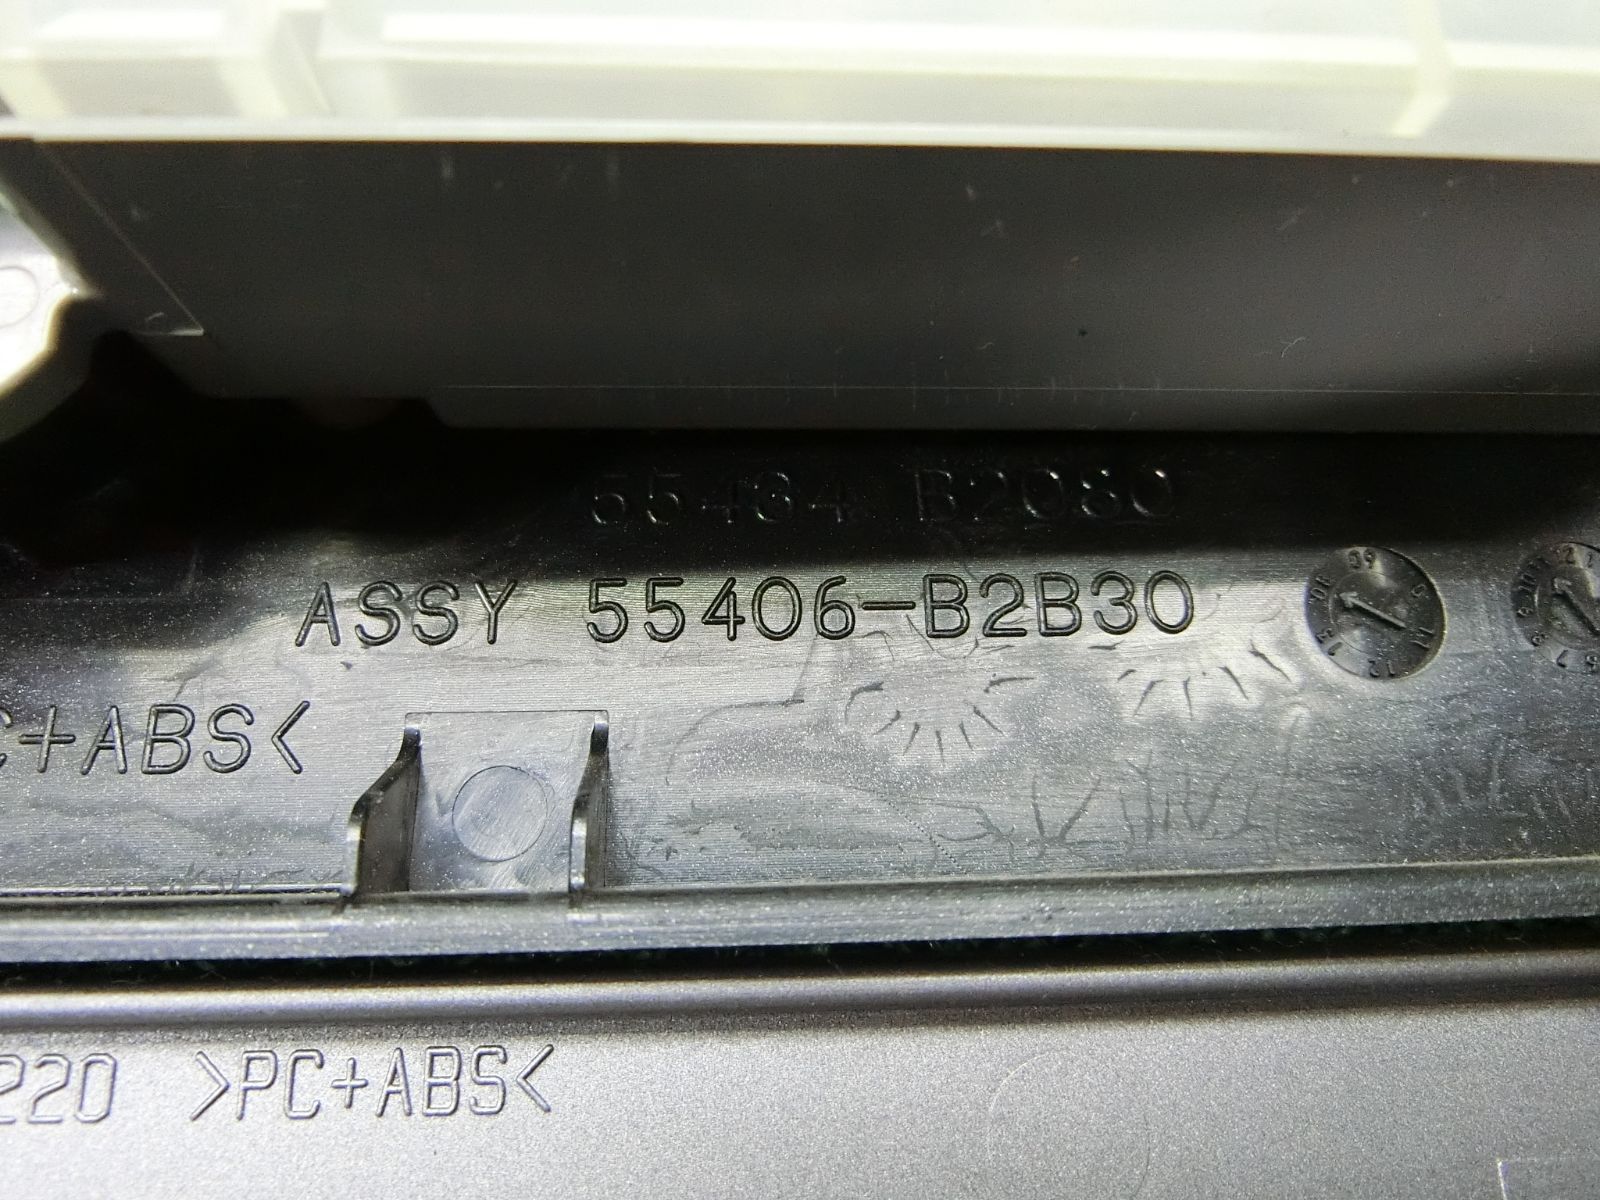 55434 B2080
ASSY 55406-B2B30
C+ABS<
220 >PC+ABS<